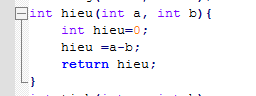 int hieu(int a, int b){
int hieu=0;
hieu =a-b;
return hieu;
}